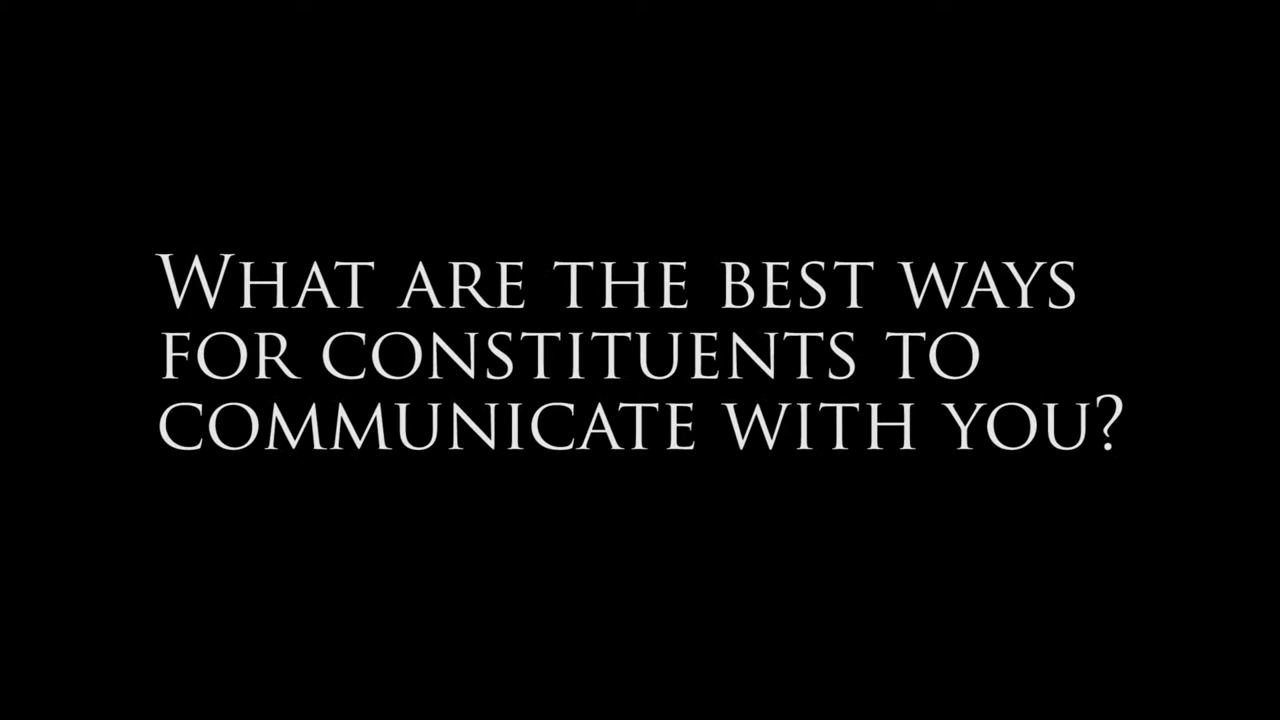 What are the best ways
for constituents to
communicate with you?